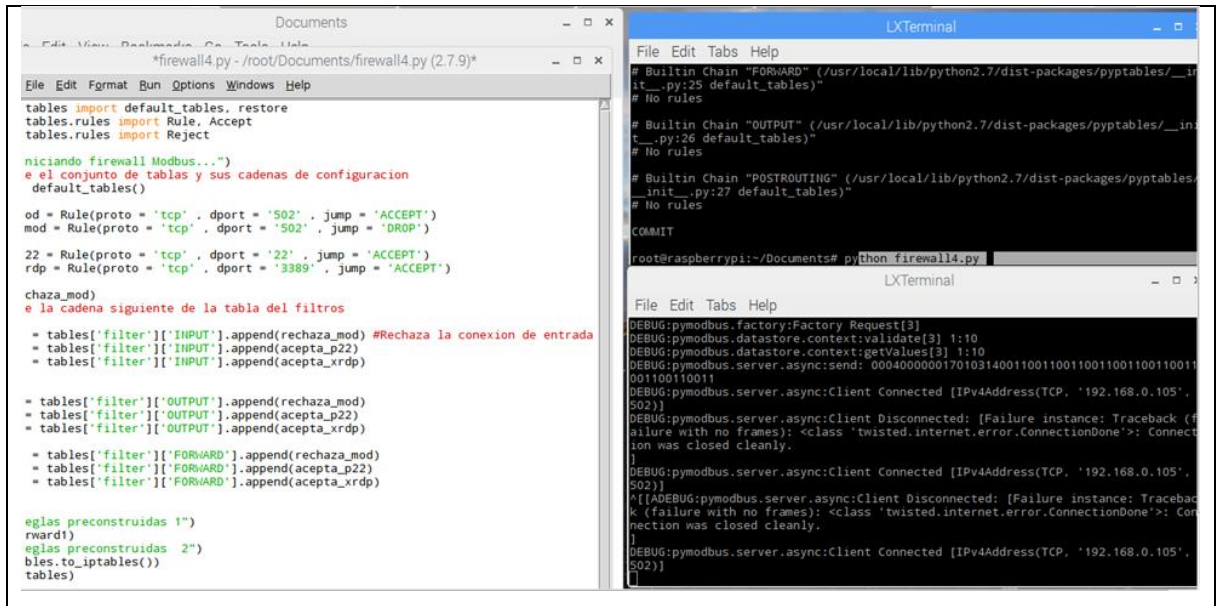 Documents
Edit View Bookmarks Go Tools Help
*firewall4.py - /root/Documents/firewall4.py (2.7.9)*
File Edit Format Run Options Windows Help
tables import default_tables, restore
tables.rules import Rule, Accept
tables.rules import Reject
niciando firewall Modbus...")
e el conjunto de tablas y sus cadenas de configuracion
default_tables()
od = Rule(proto = 'tcp' , dport = '502' , jump = 'ACCEPT')
mod = Rule(proto = 'tcp' , dport = '502' , jump = 'DROP')
22 = Rule(proto = 'tcp' , dport = '22' , jump = 'ACCEPT')
rdp = Rule(proto = 'tcp' , dport = '3389' , jump = 'ACCEPT')
chaza_mod)
e la cadena siguiente de la tabla del filtros
= tables['filter']['INPUT'].append(rechaza_mod) #Rechaza la conexion de entrada
= tables['filter']['INPUT'].append(acepta_p22)
= tables['filter']['INPUT'].append(acepta_xrdp)
= tables['filter']['OUTPUT'].append(rechaza_mod)
= tables['filter']['OUTPUT'].append(acepta_p22)
= tables['filter']['OUTPUT'].append(acepta_xrdp)
= tables['filter']['FORWARD'].append(rechaza_mod)
= tables['filter']['FORWARD'].append(acepta_p22)
= tables['filter']['FORWARD'].append(acepta_xrdp)
eglas preconstruidas 1")
rward1)
eglas preconstruidas 2")
bles.to_iptables())
tables)
LXTerminal
File Edit Tabs Help
# Builtin Chain "FORWARD" (/usr/local/lib/python2.7/dist-packages/pyptables/__in
it__.py:25 default_tables)"
# No rules
# Builtin Chain "OUTPUT" (/usr/local/lib/python2.7/dist-packages/pyptables/__ini
t__.py:26 default_tables)"
# No rules
# Builtin Chain "POSTROUTING" (/usr/local/lib/python2.7/dist-packages/pyptables/
__init__.py:27 default_tables)"
# No rules
COMMIT
root@raspberrypi:~/Documents# python firewall4.py
LXTerminal
File Edit Tabs Help
DEBUG:pymodbus.factory:Factory Request[3]
DEBUG:pymodbus.datastore.context:validate[3] 1:10
DEBUG:pymodbus.datastore.context:getValues[3] 1:10
DEBUG:pymodbus.server.async:send:
001100110011
DEBUG:pymodbus.server.async:Client Connected [IPv4Address(TCP, '192.168.0.105',
502)]
DEBUG:pymodbus.server.async:Client Disconnected: [Failure instance: Traceback (f
ailure with no frames): <class 'twisted.internet.error.ConnectionDone'>: Connect
ion was closed cleanly.
]
DEBUG:pymodbus.server.async:Client Connected [IPv4Address(TCP, '192.168.0.105',
502)]
^[[ADEBUG:pymodbus.server.async:Client Disconnected: [Failure instance: Tracebac
k (failure with no frames): <class 'twisted.internet.error.ConnectionDone'>: Con
nection was closed cleanly.
]
DEBUG:pymodbus.server.async:Client Connected [IPv4Address(TCP, '192.168.0.105',
502)]